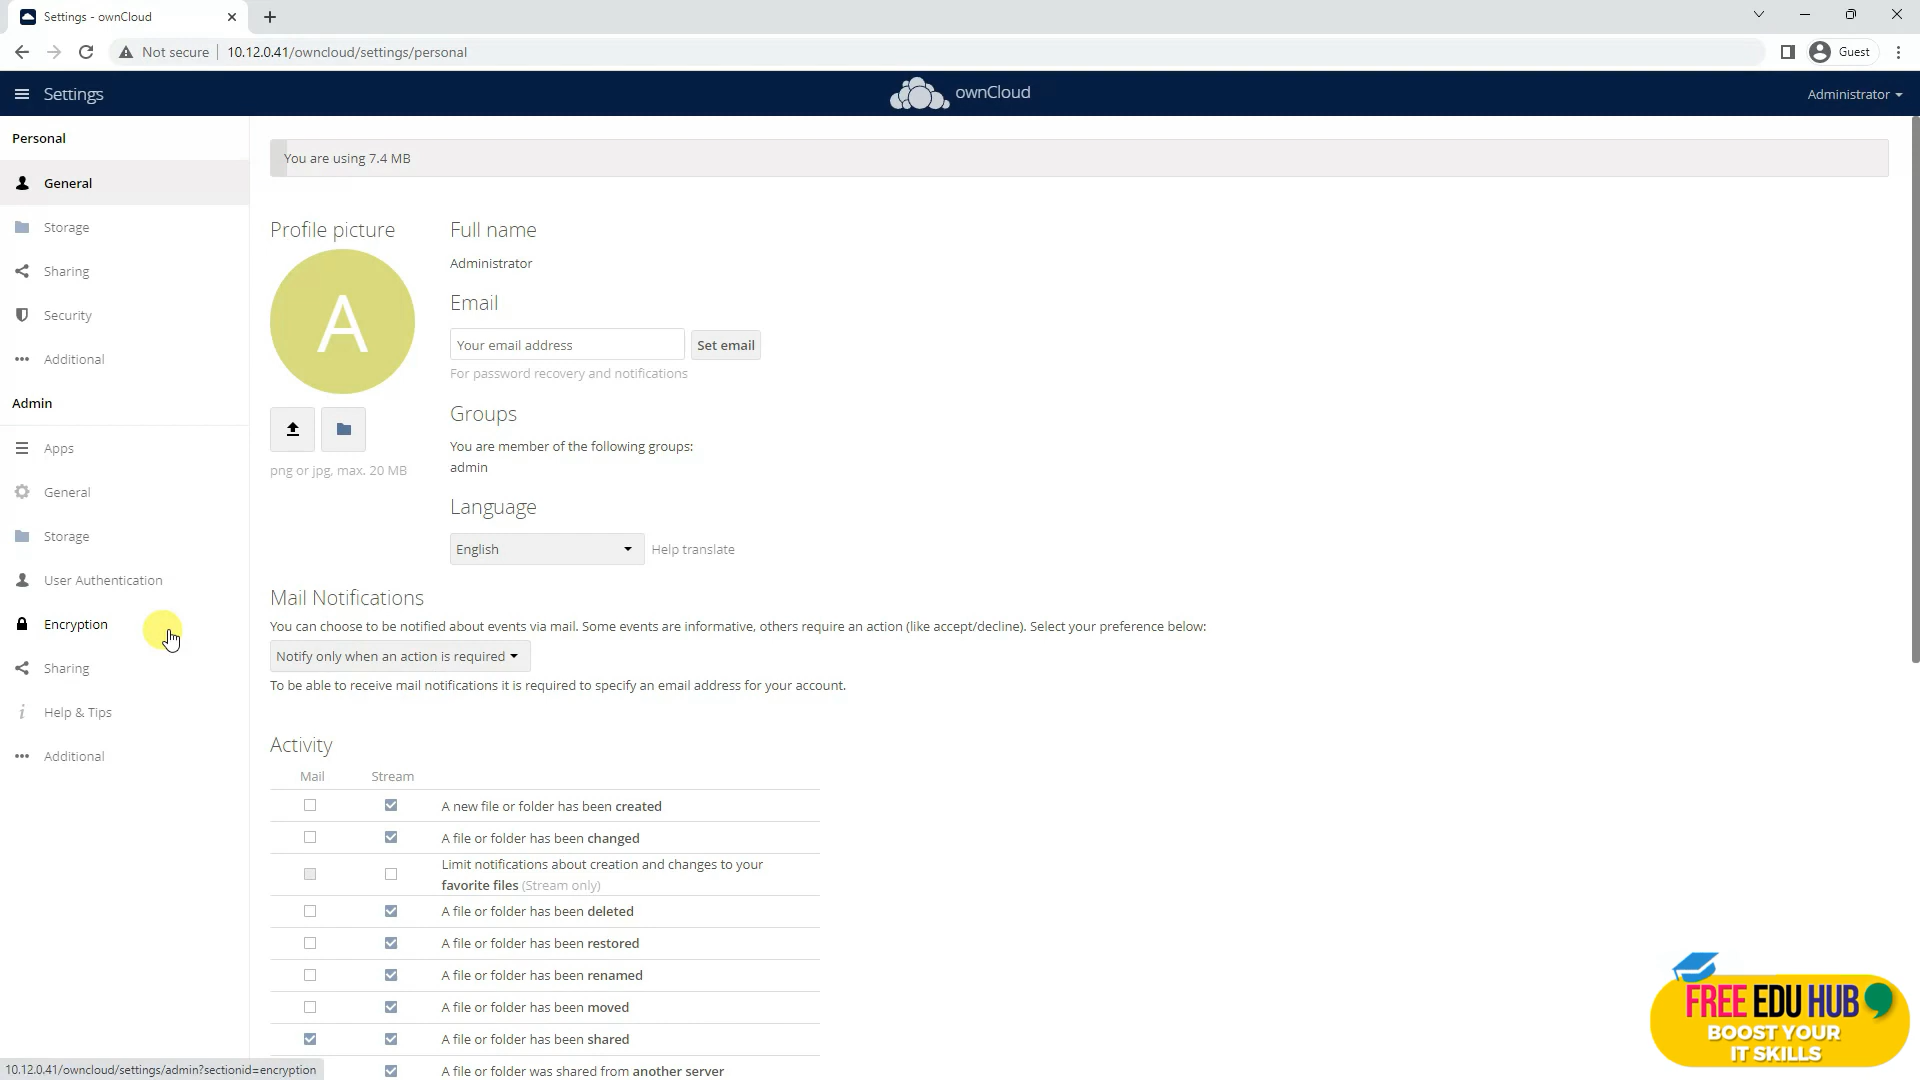 Settings - ownCloud
Not secure
10.12.0.41/owncloud/settings/personal
Guest
Settings
ownCloud
Administrator
Personal
General
Storage
Sharing
Security
Additional
Admin
Apps
General
Storage
User Authentication
Encryption
Sharing
Help & Tips
Additional
You are using 7.4 MB
Profile picture
A
png or jpg, max. 20 MB
Full name
Administrator
Email
Your email address
Set email
For password recovery and notifications
Groups
You are member of the following groups:
admin
Language
English
Help translate
Mail Notifications
You can choose to be notified about events via mail. Some events are informative, others require an action (like accept/decline). Select your preference below:
Notify only when an action is required
To be able to receive mail notifications it is required to specify an email address for your account.
Activity
Mail Stream
A new file or folder has been created
A file or folder has been changed
Limit notifications about creation and changes to your
favorite files (Stream only)
A file or folder has been deleted
A file or folder has been restored
A file or folder has been renamed
A file or folder has been moved
A file or folder has been shared
A file or folder was shared from another server
10.12.0.41/owncloud/settings/admin?sectionid=encryption
FREE EDU HUB
BOOST YOUR
IT SKILLS